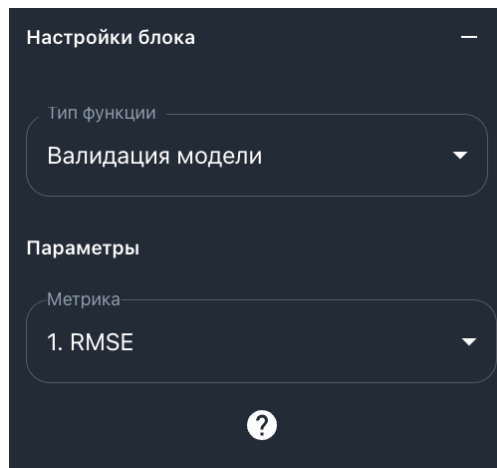 Настройки блока
Тип функции
Валидация модели
Параметры
Метрика
1. RMSE
?